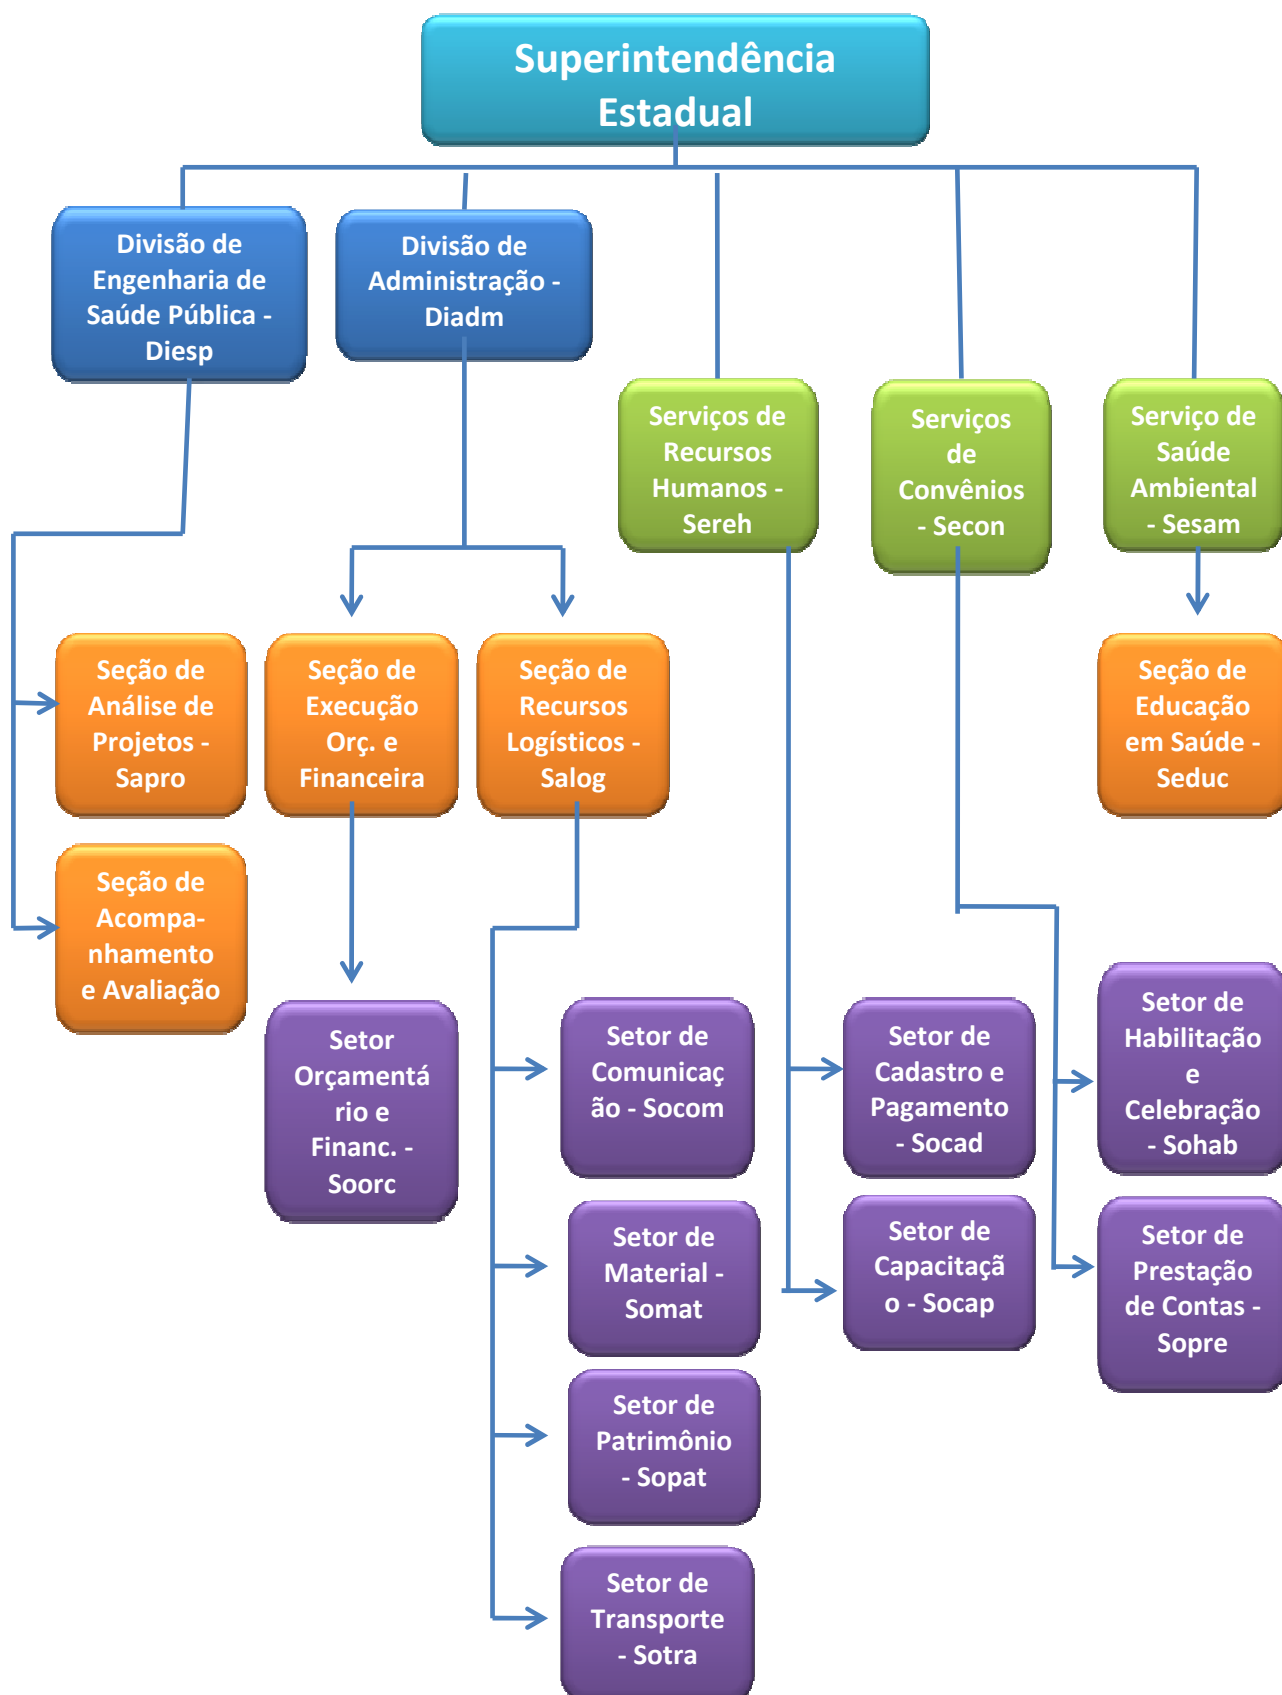 Superintendência
Estadual
Divisão de
Engenharia de
Saúde Pública -
Diesp
Divisão de
Administração -
Diadm
Serviços de
Recursos
Humanos -
Sereh
Serviços
de
Convênios
- Secon
Serviço de
Saúde
Ambiental
- Sesam
Seção de
Análise de
Projetos -
Sapro
Seção de
Execução
Orç. e
Financeira
Seção de
Recursos
Logísticos -
Salog
Seção de
Educação
em Saúde -
Seduc
Seção de
Acompa-
nhamento
e Avaliação
Setor
Orçamentá
rio e
Financ. -
Soorc
Setor de
Comunicaç
ão - Socom
Setor de
Cadastro e
Pagamento
- Socad
Setor de
Habilitação
e
Celebração
- Sohab
Setor de
Material -
Somat
Setor de
Capacitaçã
o - Socap
Setor de
Prestação
de Contas -
Sopre
Setor de
Patrimônio
- Sopat
Setor de
Transporte
- Sotra